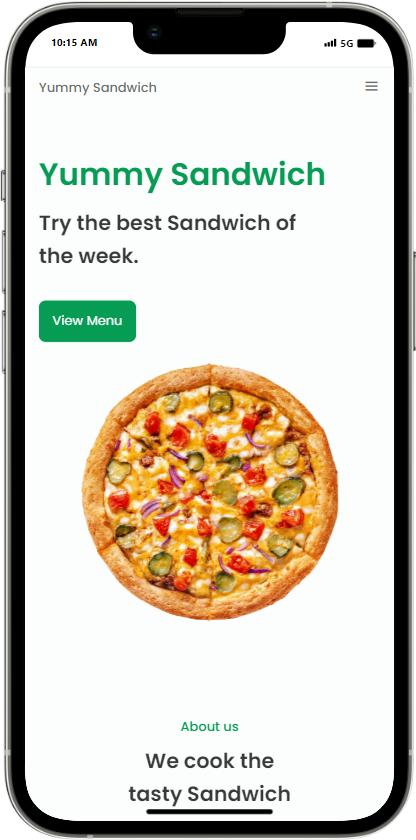 10:15 AM
5G
Yummy Sandwich
Yummy Sandwich
Try the best Sandwich of
the week.
View Menu
About us
We cook the
tasty Sandwich